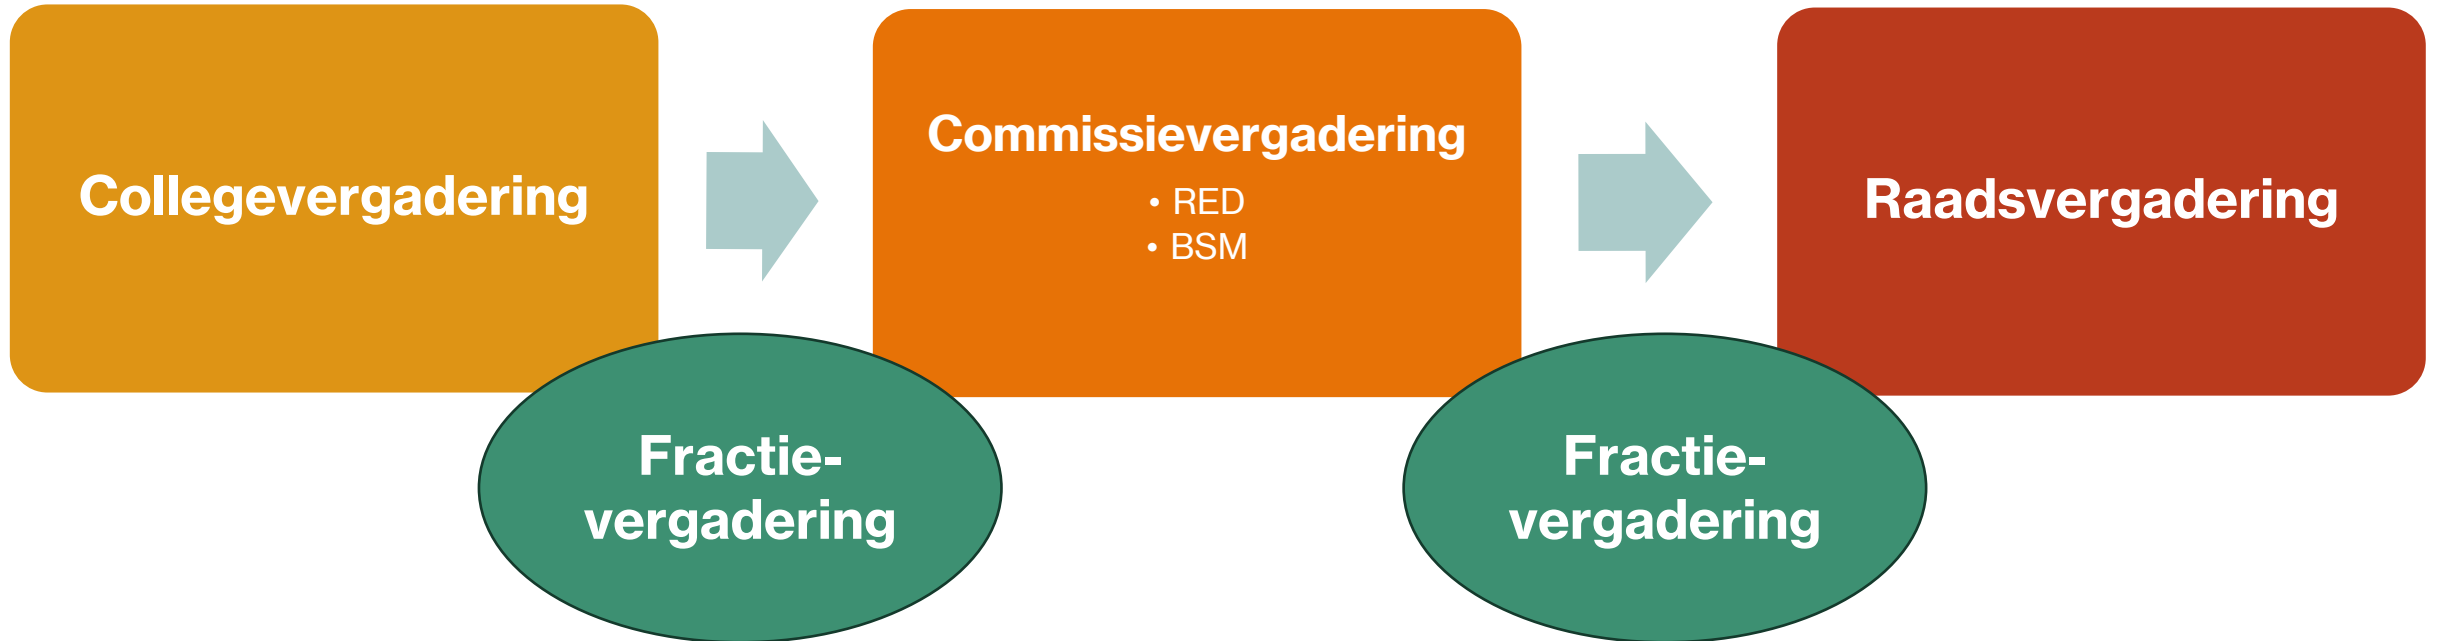 Collegevergadering
Commissievergadering
• RED
• BSM
Raadsvergadering
Fractie-
vergadering
Fractie-
vergadering